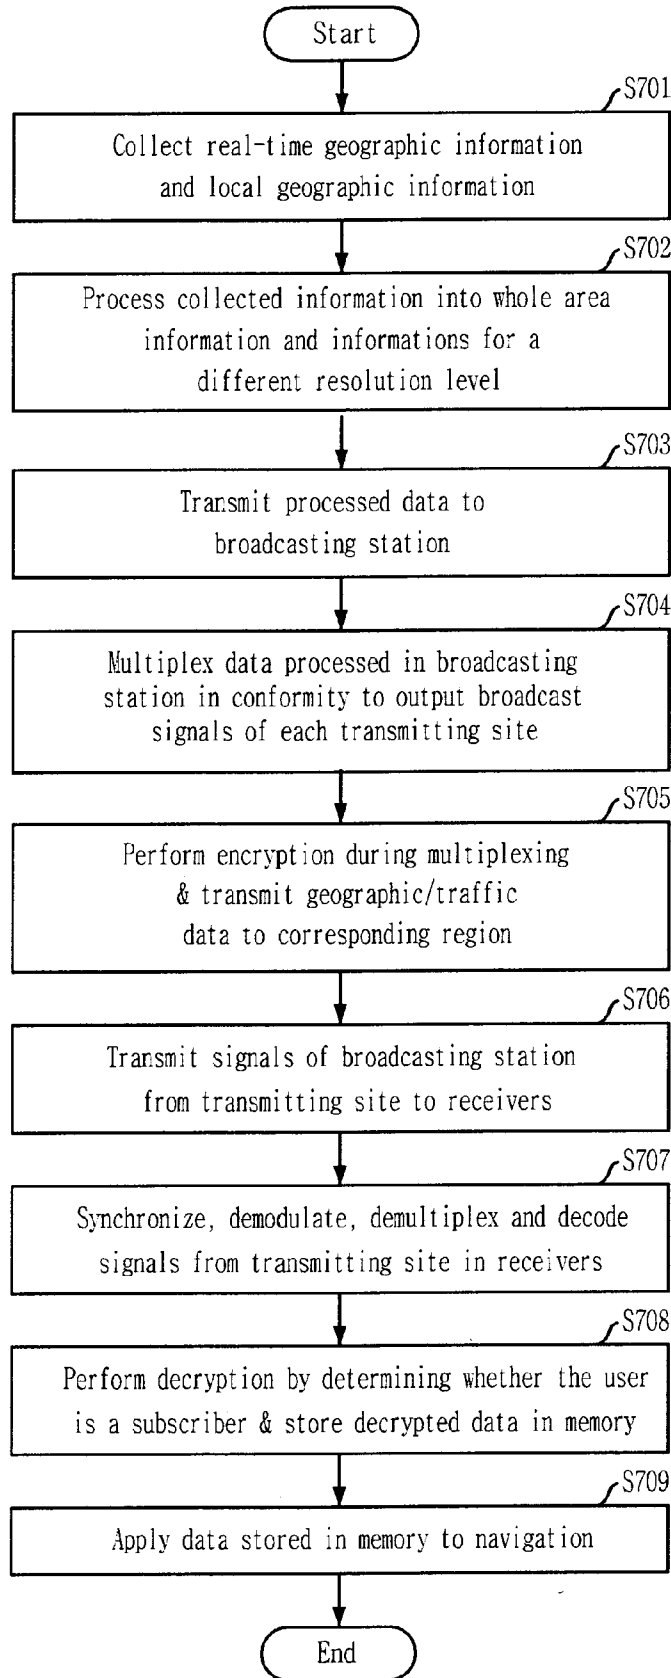 Start
S701
Collect real-time geographic information
and local geographic information
S702
Process collected information into whole area
information and informations for a
different resolution level
S703
Transmit processed data to
broadcasting station
S704
Multiplex data processed in broadcasting
station in conformity to output broadcast
signals of each transmitting site
S705
Perform encryption during multiplexing
& transmit geographic/traffic
data to corresponding region
S706
Transmit signals of broadcasting station
from transmitting site to receivers
S707
Synchronize, demodulate, demultiplex and decode
signals from transmitting site in receivers
S708
Perform decryption by determining whether the user
is a subscriber & store decrypted data in memory
S709
Apply data stored in memory to navigation
End